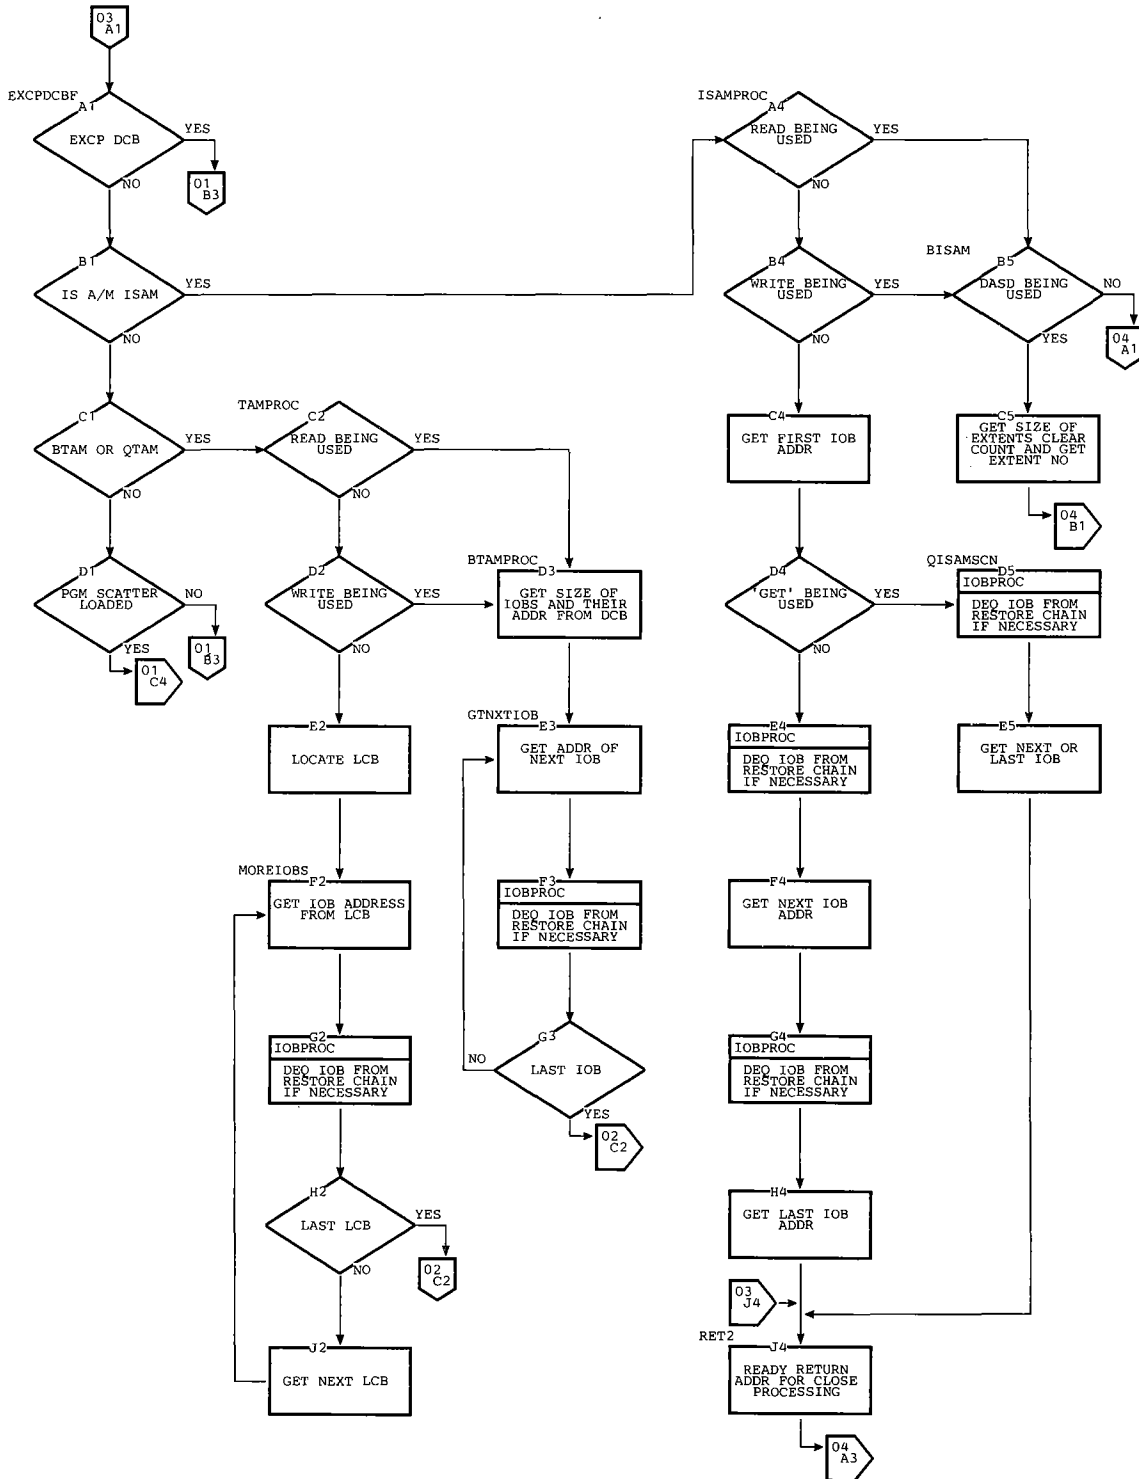 03
A1
EXCPDCBF
A1
EXCP DCB
YES
NO
01
B3
B1
IS A/M ISAM
YES
NO
C1
BTAM OR QTAM
YES
NO
D1
PGM SCATTER
LOADED
NO
YES
01
B3
01
C4
TAMPROC
C2
READ BEING
USED
YES
NO
D2
WRITE BEING
USED
YES
NO
E2
LOCATE LCB
MOREIOBS
F2
GET IOB ADDRESS
FROM LCB
G2
IOBPROC
DEQ IOB FROM
RESTORE CHAIN
IF NECESSARY
H2
LAST LCB
YES
NO
02
C2
J2
GET NEXT LCB
BTAMPROC
D3
GET SIZE OF
IOBS AND THEIR
ADDR FROM DCB
GTNXTIOB
E3
GET ADDR OF
NEXT IOB
F3
IOBPROC
DEQ IOB FROM
RESTORE CHAIN
IF NECESSARY
G3
LAST IOB
NO
YES
02
C2
ISAMPROC
A4
READ BEING
USED
YES
NO
B4
WRITE BEING
USED
YES
NO
C4
GET FIRST IOB
ADDR
D4
'GET' BEING
USED
YES
NO
E4
IOBPROC
DEQ IOB FROM
RESTORE CHAIN
IF NECESSARY
F4
GET NEXT IOB
ADDR
G4
IOBPROC
DEQ IOB FROM
RESTORE CHAIN
IF NECESSARY
H4
GET LAST IOB
ADDR
03
J4
RET2
J4
READY RETURN
ADDR FOR CLOSE
PROCESSING
04
A3
BISAM
B5
DASD BEING
USED
NO
YES
04
A1
C5
GET SIZE OF
EXTENTS CLEAR
COUNT AND GET
EXTENT NO
04
B1
QISAMSCN
D5
IOBPROC
DEQ IOB FROM
RESTORE CHAIN
IF NECESSARY
E5
GET NEXT OR
LAST IOB